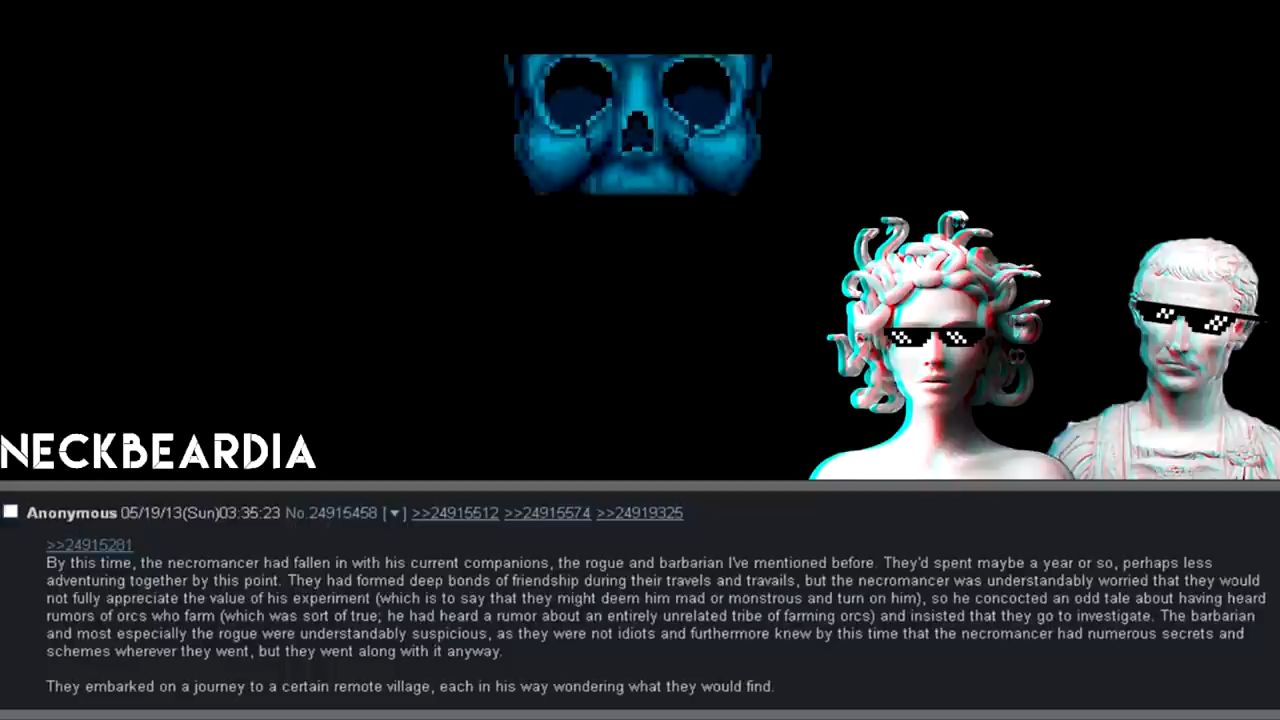 NECKBEARDIA
Anonymous 05/19/13(Sun)03:35:23 No.24915458 [▼] >>24915512 >>24915574 >>24919325
>>24915281
By this time, the necromancer had fallen in with his current companions, the rogue and barbarian I've mentioned before. They'd spent maybe a year or so, perhaps less
adventuring together by this point. They had formed deep bonds of friendship during their travels and travails, but the necromancer was understandably worried that they would
not fully appreciate the value of his experiment (which is to say that they might deem him mad or monstrous and turn on him), so he concocted an odd tale about having heard
rumors of orcs who farm (which was sort of true; he had heard a rumor about an entirely unrelated tribe of farming orcs) and insisted that they go to investigate. The barbarian
and most especially the rogue were understandably suspicious, as they were not idiots and furthermore knew by this time that the necromancer had numerous secrets and
schemes wherever they went, but they went along with it anyway.
They embarked on a journey to a certain remote village, each in his way wondering what they would find.